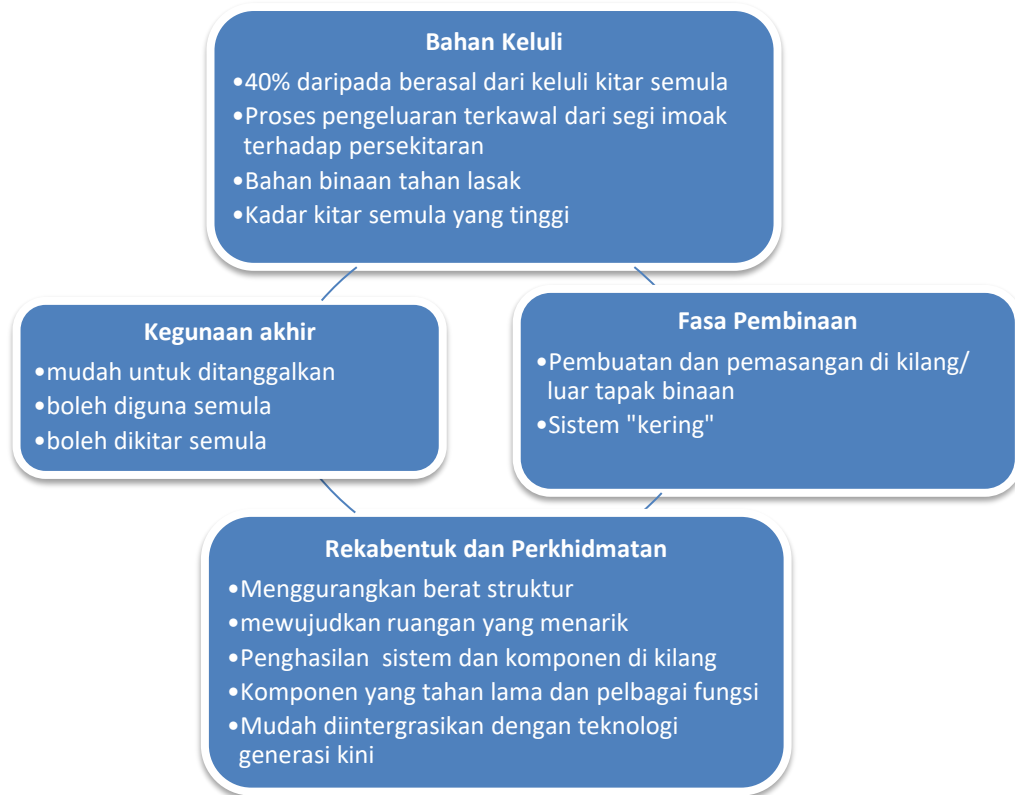 Bahan Keluli
•40% daripada berasal dari keluli kitar semula
•Proses pengeluaran terkawal dari segi imoak
terhadap persekitaran
•Bahan binaan tahan lasak
•Kadar kitar semula yang tinggi
Fasa Pembinaan
•Pembuatan dan pemasangan di kilang/
luar tapak binaan
•Sistem "kering"
Rekabentuk dan Perkhidmatan
•Menggurangkan berat struktur
•mewujudkan ruangan yang menarik
•Penghasilan sistem dan komponen di kilang
•Komponen yang tahan lama dan pelbagai fungsi
•Mudah diintergrasikan dengan teknologi
generasi kini
Kegunaan akhir
•mudah untuk ditanggalkan
•boleh diguna semula
•boleh dikitar semula